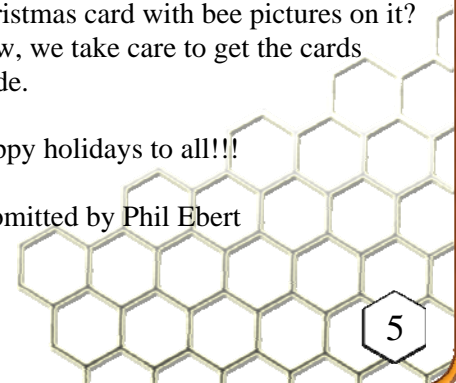 ristmas card with bee pictures on it?
w, we take care to get the cards
de.
ppy holidays to all!!!
bmitted by Phil Ebert
5